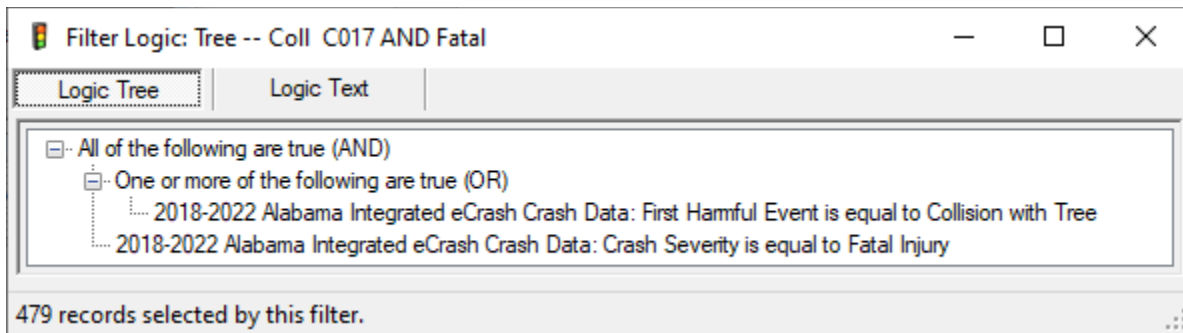 Filter Logic: Tree -- Coll C017 AND Fatal
Logic Tree
Logic Text
All of the following are true (AND)
One or more of the following are true (OR)
2018-2022 Alabama Integrated eCrash Crash Data: First Harmful Event is equal to Collision with Tree
2018-2022 Alabama Integrated eCrash Crash Data: Crash Severity is equal to Fatal Injury
479 records selected by this filter.